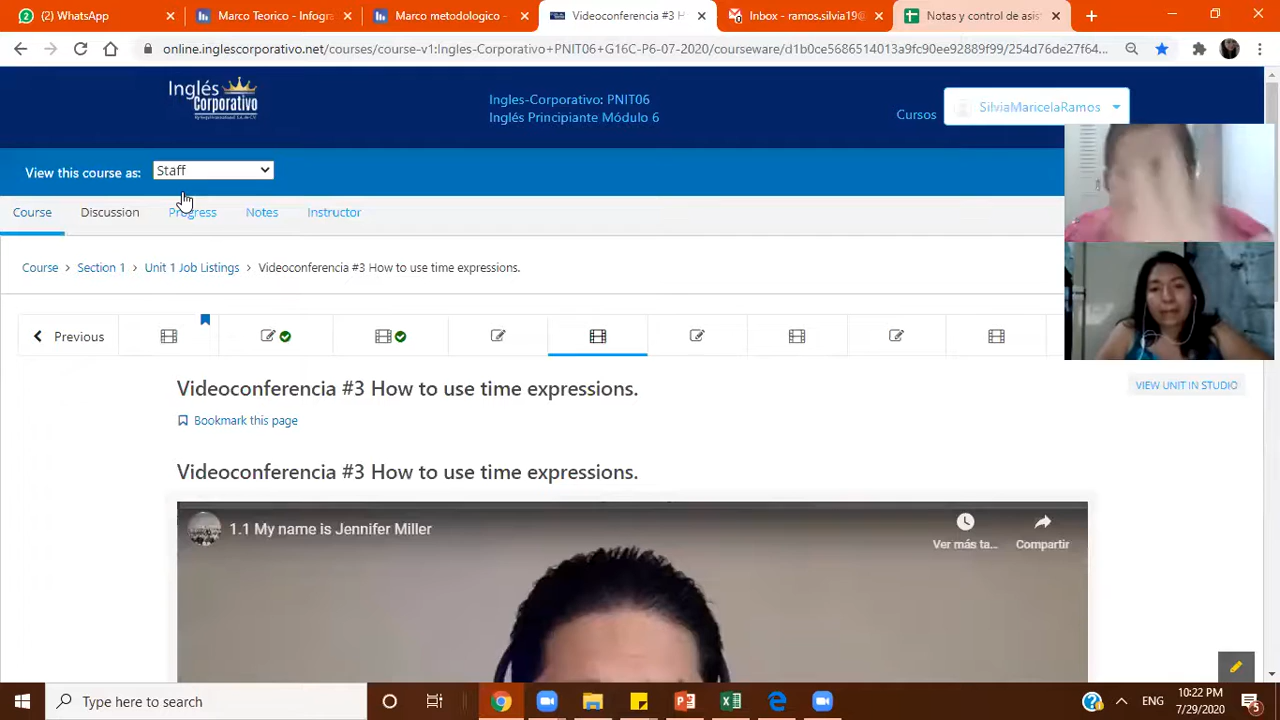 (2) WhatsApp
Marco Teorico - Infogra
Marco metodologico -
Videoconferencia #3 H
Inbox - ramos.silvia19@
Notas y control de asis
online.inglescorporativo.net/courses/course-v1:Ingles-Corporativo+PNIT06+G16C-P6-07-2020/courseware/d1b0ce5686514013a9fc90ee92889f99/254d76de27f64...
Inglés
Corporativo
Ingles-Corporativo: PNIT06
Inglés Principiante Módulo 6
Cursos
SilviaMaricelaRamos
View this course as:
Staff
Course
Discussion
Progress
Notes
Instructor
Course > Section 1 > Unit 1 Job Listings > Videoconferencia #3 How to use time expressions.
Previous
Videoconferencia #3 How to use time expressions.
VIEW UNIT IN STUDIO
Bookmark this page
Videoconferencia #3 How to use time expressions.
1.1 My name is Jennifer Miller
Ver más ta...
Compartir
Type here to search
ENG
10:22 PM
7/29/2020
5